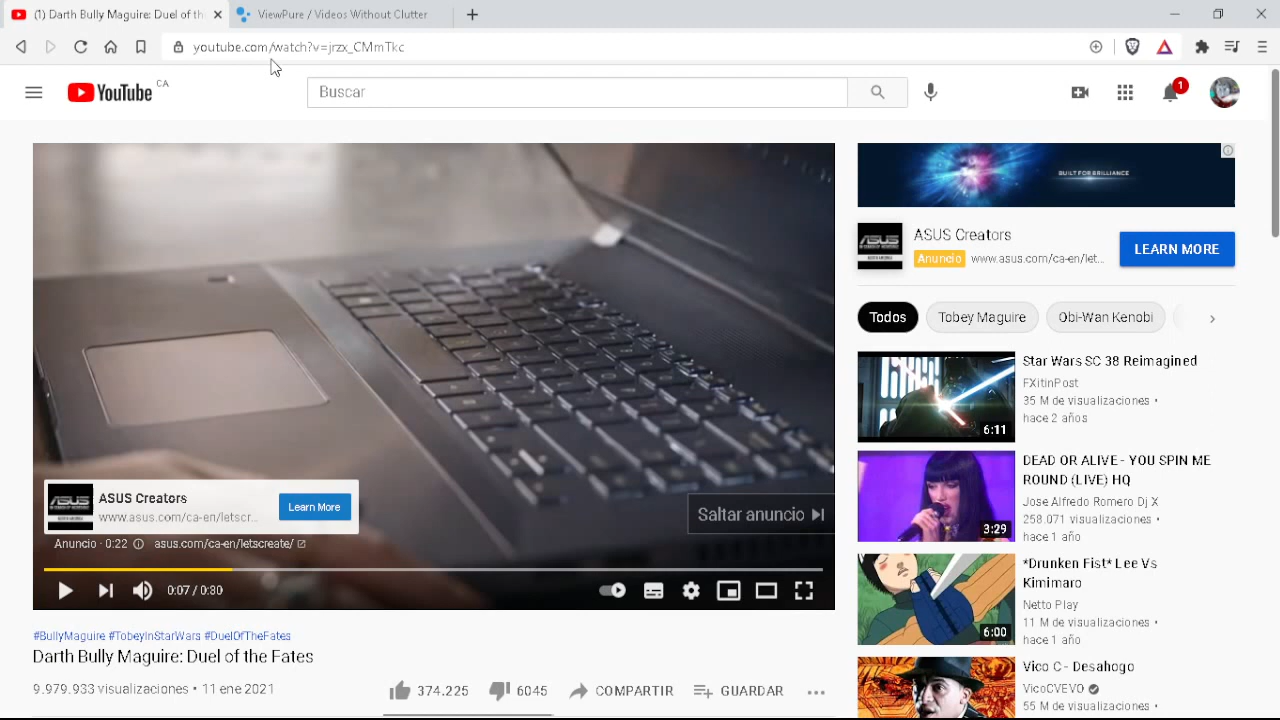 (1) Darth Bully Maguire: Duel of th
ViewPure / Videos Without Clutter
youtube.com/watch?v=jrzx_CMmTkc
YouTube CA
Buscar
1
BUILT FOR BRILLIANCE
ASUS Creators
Anuncio www.asus.com/ca-en/let...
LEARN MORE
Todos
Tobey Maguire
Obi-Wan Kenobi
Star Wars SC 38 Reimagined
FXitinPost
35 M de visualizaciones •
hace 2 años
6:11
DEAD OR ALIVE - YOU SPIN ME
ROUND (LIVE) HQ
Jose Alfredo Romero Dj X
258.071 visualizaciones •
hace 1 año
3:29
*Drunken Fist* Lee Vs
Kimimaro
Netto Play
11 M de visualizaciones •
hace 1 año
6:00
Vico C - Desahogo
VicoCVEVO
55 M de visualizaciones •
ASUS
ASUS Creators
www.asus.com/ca-en/letscr...
Learn More
Saltar anuncio
Anuncio · 0:22 asus.com/ca-en/letscreate/
0:07 / 0:30
#BullyMaguire #TobeyInStarWars #DuelOfTheFates
Darth Bully Maguire: Duel of the Fates
9.979.933 visualizaciones • 11 ene 2021
374.225
6045
COMPARTIR
GUARDAR